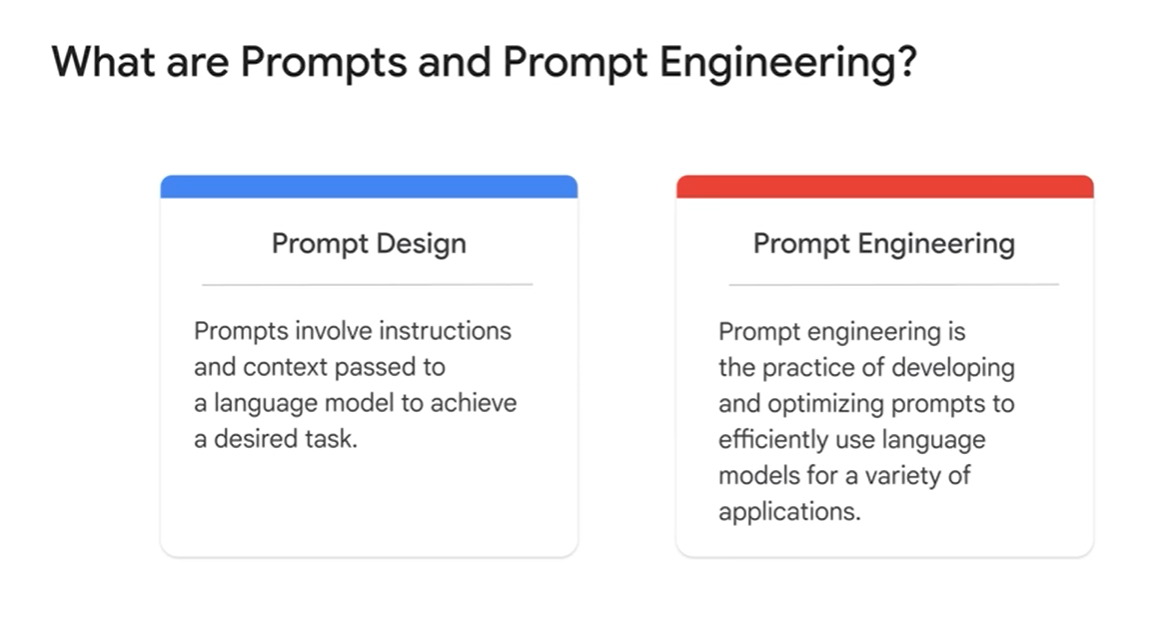 What are Prompts and Prompt Engineering?
Prompt Design
Prompts involve instructions
and context passed to
a language model to achieve
a desired task.
Prompt Engineering
Prompt engineering is
the practice of developing
and optimizing prompts to
efficiently use language
models for a variety of
applications.